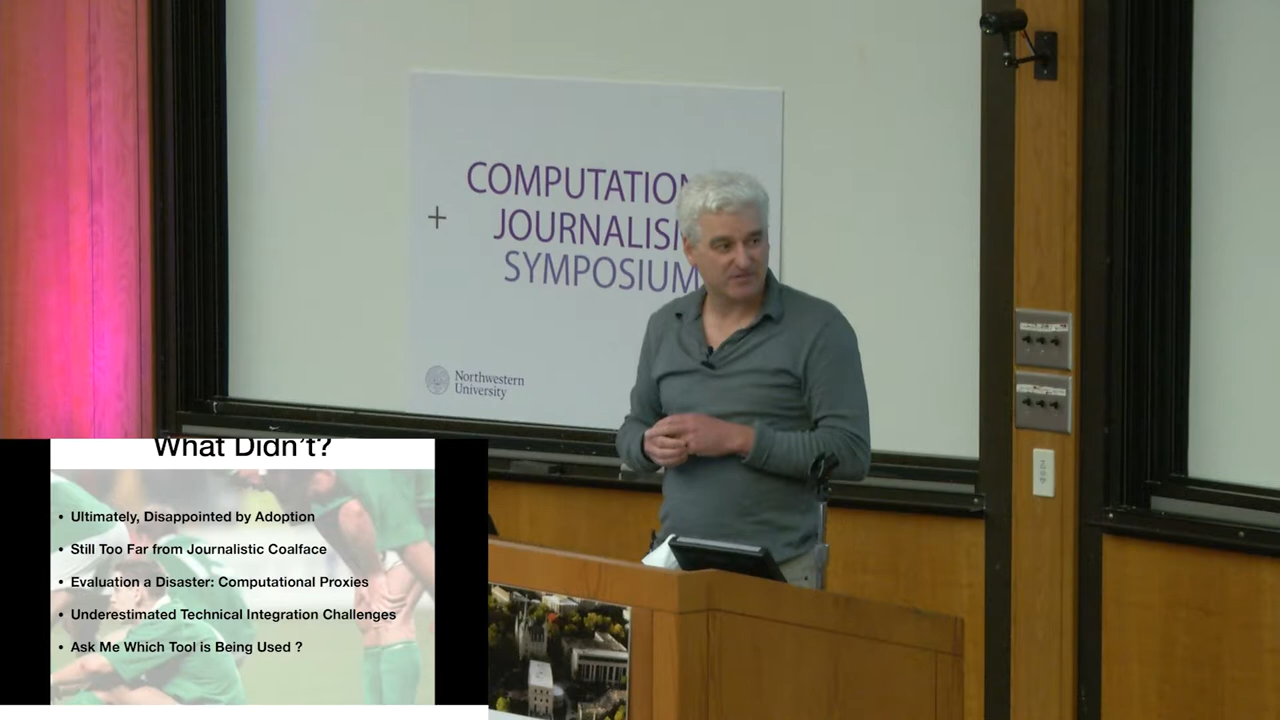 COMPUTATION
+ JOURNALISM
SYMPOSIUM
Northwestern
University
What Didn't?
• Ultimately, Disappointed by Adoption
• Still Too Far from Journalistic Coalface
• Evaluation a Disaster: Computational Proxies
• Underestimated Technical Integration Challenges
• Ask Me Which Tool is Being Used ?